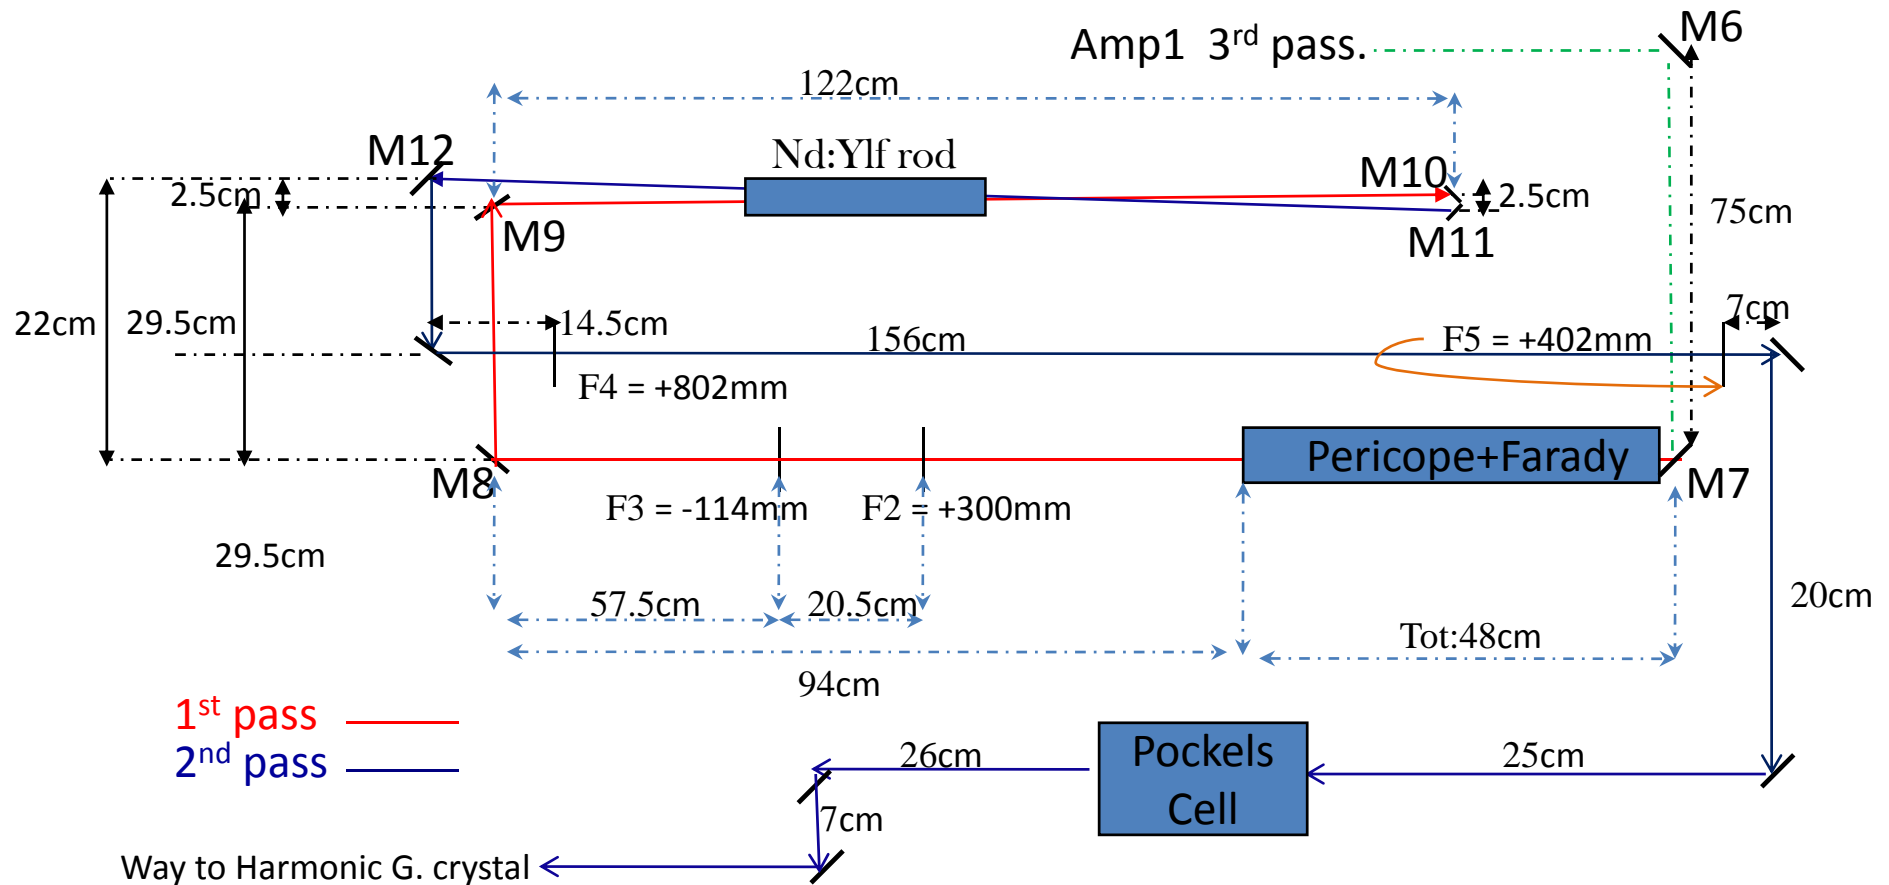 M6
Amp1 3rd pass.
122cm
M12
Nd:Ylf rod
M10
2.5cm
2.5cm
75cm
M9
M11
22cm
29.5cm
14.5cm
156cm
F5 = +402mm
7cm
F4 = +802mm
Pericope+Farady
M8
M7
F3 = -114mm
F2 = +300mm
29.5cm
57.5cm
20.5cm
20cm
Tot:48cm
94cm
1st pass
2nd pass
26cm
Pockels
Cell
25cm
7cm
Way to Harmonic G. crystal